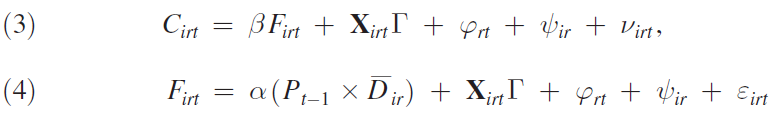 (3) C_{irt} = βF_{irt} + X_{irt}Γ + φ_{rt} + ψ_{ir} + ν_{irt},
(4) F_{irt} = α(P_{t−1} × D̅_{ir}) + X_{irt}Γ + φ_{rt} + ψ_{ir} + ε_{irt}